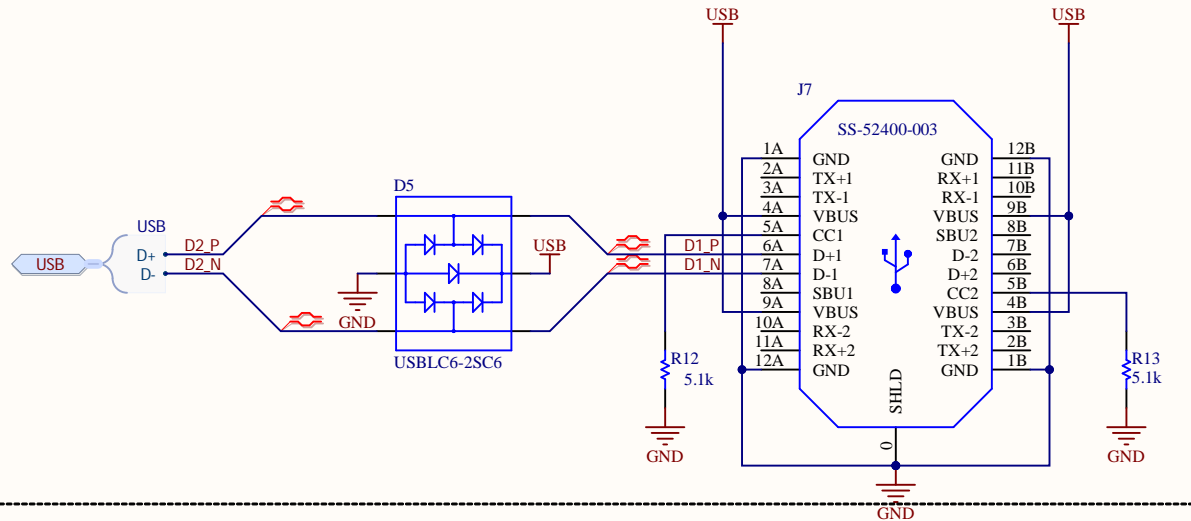 USB
USB
J7
SS-52400-003
1A
GND
GND
12B
2A
TX+1
RX+1
11B
3A
TX-1
RX-1
10B
4A
VBUS
VBUS
9B
5A
CC1
SBU2
8B
6A
D+1
D-2
7B
7A
D-1
D+2
6B
8A
SBU1
CC2
5B
9A
VBUS
VBUS
4B
10A
RX-2
TX-2
3B
11A
RX+2
TX+2
2B
12A
GND
GND
1B
SHLD
0
D5
USBLC6-2SC6
USB
GND
USB
USB
D+
D-
D2_P
D2_N
D1_P
D1_N
R12
5.1k
GND
R13
5.1k
GND
GND